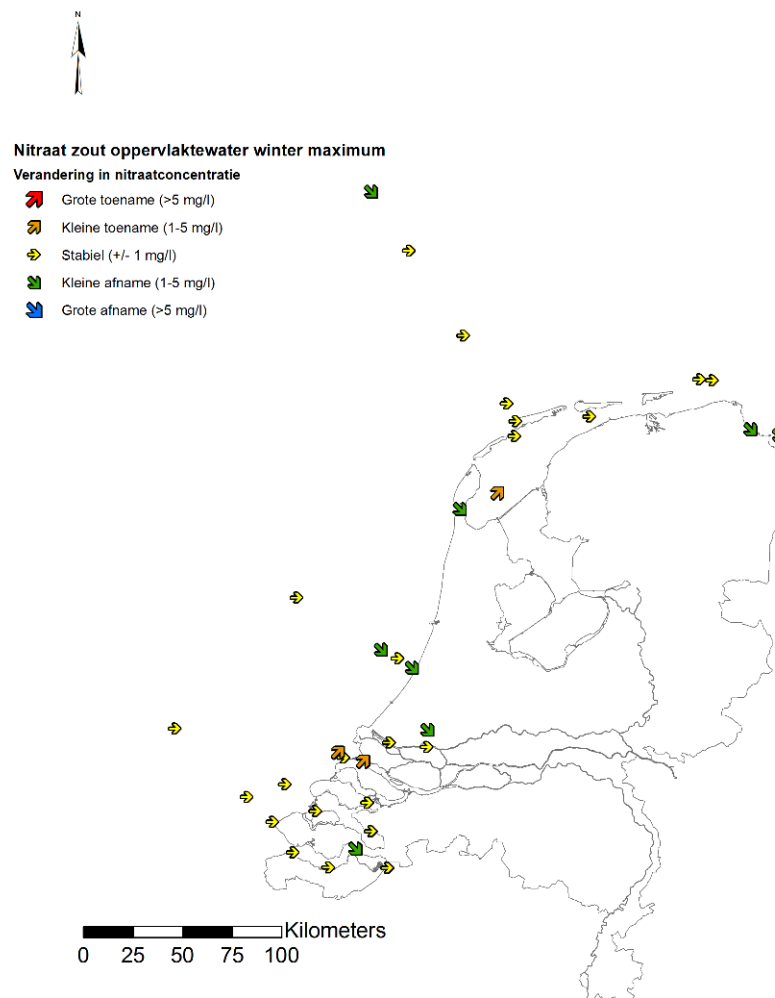 N
Nitraat zout oppervlaktewater winter maximum
Verandering in nitraatconcentratie
Grote toename (>5 mg/l)
Kleine toename (1-5 mg/l)
Stabiel (+/- 1 mg/l)
Kleine afname (1-5 mg/l)
Grote afname (>5 mg/l)
Kilometers
0 25 50 75 100